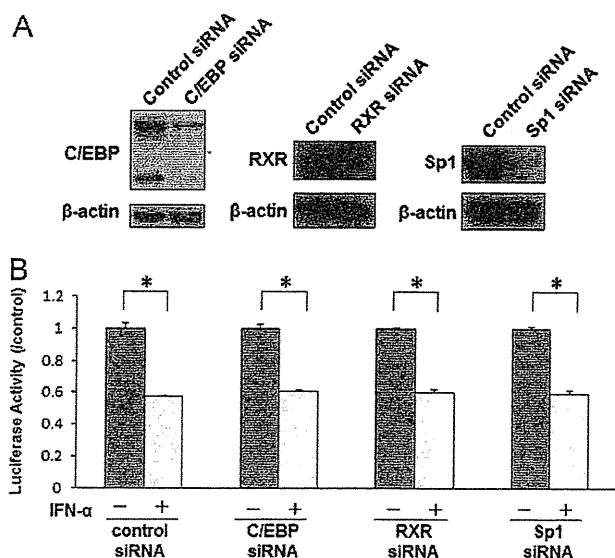 A
Control siRNA
C/EBP siRNA
Control siRNA
RXR siRNA
Control siRNA
Sp1 siRNA
C/EBP
RXR
Sp1
β-actin
β-actin
β-actin
B
Luciferase Activity (/control)
1.2
1
0.8
0.6
0.4
0.2
0
* * * *
IFN-α − + − + − + − +
control siRNA
C/EBP siRNA
RXR siRNA
Sp1 siRNA